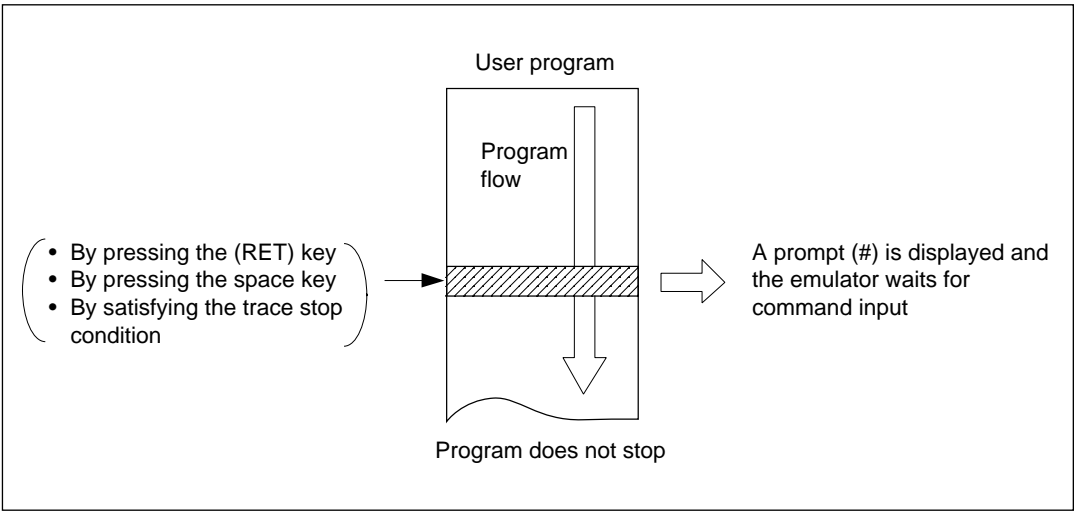 User program
Program
flow
• By pressing the (RET) key
• By pressing the space key
• By satisfying the trace stop
condition
A prompt (#) is displayed and
the emulator waits for
command input
Program does not stop